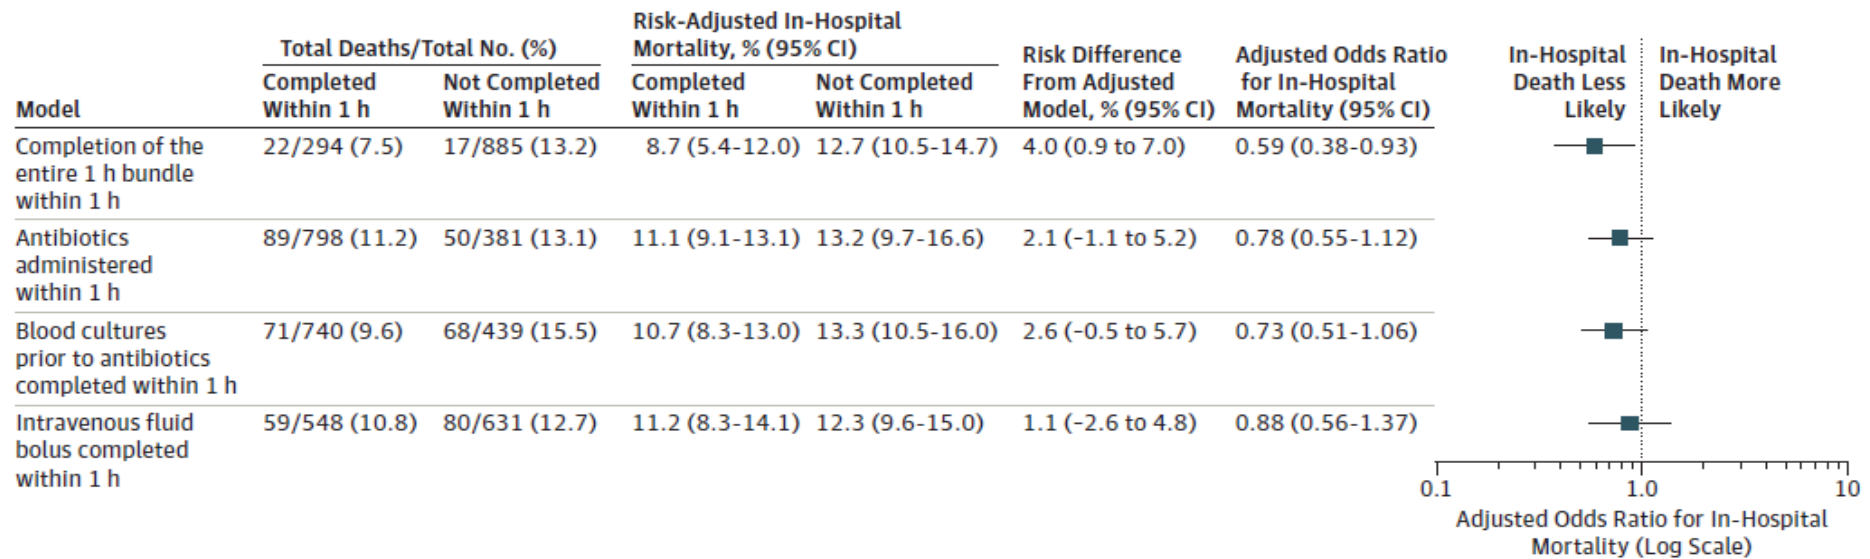 Total Deaths/Total No. (%)
Risk-Adjusted In-Hospital
Mortality, % (95% CI)
Risk Difference
From Adjusted
Model, % (95% CI)
Adjusted Odds Ratio
for In-Hospital
Mortality (95% CI)
In-Hospital
Death Less
Likely
In-Hospital
Death More
Likely
Model
Completed
Within 1 h
Not Completed
Within 1 h
Completed
Within 1 h
Not Completed
Within 1 h
Completion of the
entire 1 h bundle
within 1 h
22/294 (7.5) 17/885 (13.2) 8.7 (5.4-12.0) 12.7 (10.5-14.7) 4.0 (0.9 to 7.0) 0.59 (0.38-0.93)
Antibiotics
administered
within 1 h
89/798 (11.2) 50/381 (13.1) 11.1 (9.1-13.1) 13.2 (9.7-16.6) 2.1 (−1.1 to 5.2) 0.78 (0.55-1.12)
Blood cultures
prior to antibiotics
completed within 1 h
71/740 (9.6) 68/439 (15.5) 10.7 (8.3-13.0) 13.3 (10.5-16.0) 2.6 (−0.5 to 5.7) 0.73 (0.51-1.06)
Intravenous fluid
bolus completed
within 1 h
59/548 (10.8) 80/631 (12.7) 11.2 (8.3-14.1) 12.3 (9.6-15.0) 1.1 (−2.6 to 4.8) 0.88 (0.56-1.37)
0.1 1.0 10
Adjusted Odds Ratio for In-Hospital
Mortality (Log Scale)